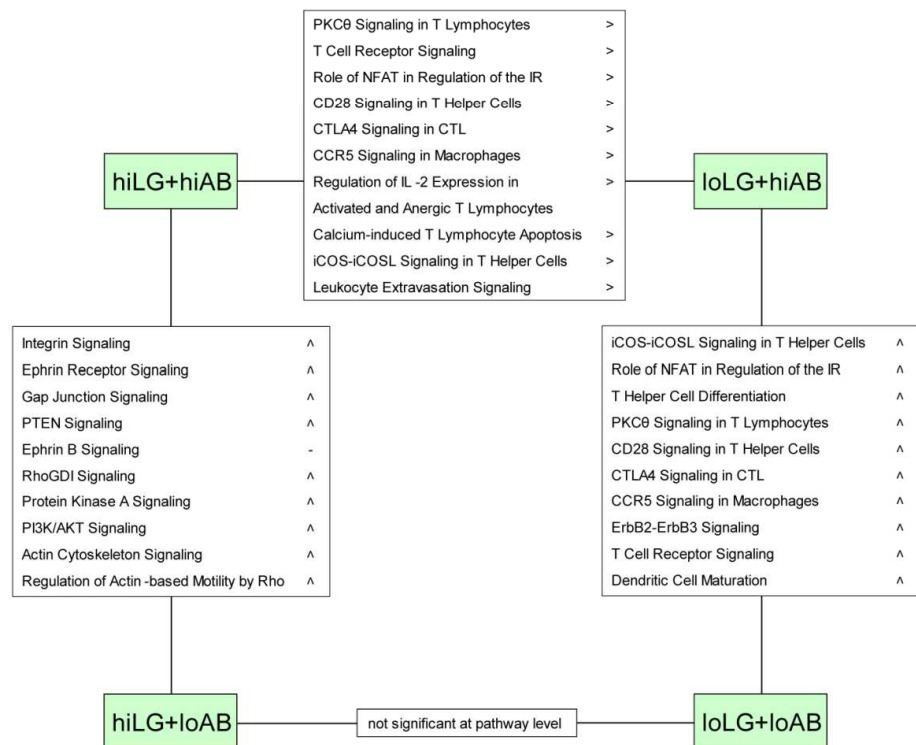 PKCθ Signaling in T Lymphocytes >
T Cell Receptor Signaling >
Role of NFAT in Regulation of the IR >
CD28 Signaling in T Helper Cells >
CTLA4 Signaling in CTL >
CCR5 Signaling in Macrophages >
Regulation of IL -2 Expression in >
Activated and Anergic T Lymphocytes
Calcium-induced T Lymphocyte Apoptosis >
iCOS-iCOSL Signaling in T Helper Cells >
Leukocyte Extravasation Signaling >
hiLG+hiAB
loLG+hiAB
Integrin Signaling ^
Ephrin Receptor Signaling ^
Gap Junction Signaling ^
PTEN Signaling ^
Ephrin B Signaling -
RhoGDI Signaling ^
Protein Kinase A Signaling ^
PI3K/AKT Signaling ^
Actin Cytoskeleton Signaling ^
Regulation of Actin -based Motility by Rho ^
iCOS-iCOSL Signaling in T Helper Cells ^
Role of NFAT in Regulation of the IR ^
T Helper Cell Differentiation ^
PKCθ Signaling in T Lymphocytes ^
CD28 Signaling in T Helper Cells ^
CTLA4 Signaling in CTL ^
CCR5 Signaling in Macrophages ^
ErbB2-ErbB3 Signaling ^
T Cell Receptor Signaling ^
Dendritic Cell Maturation ^
hiLG+loAB
not significant at pathway level
loLG+loAB